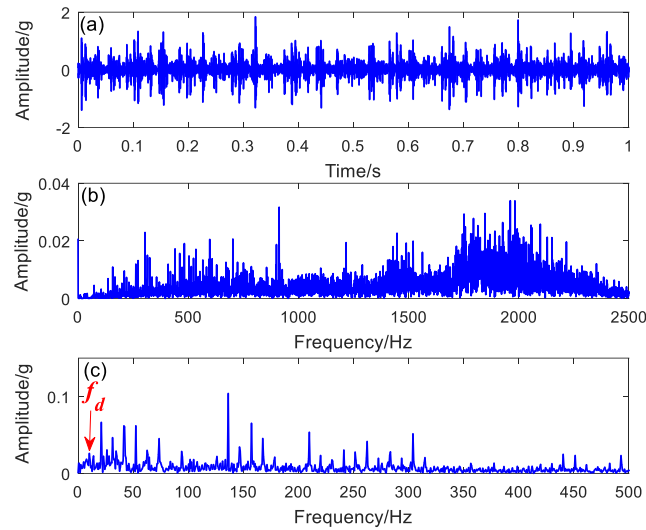 (a)
Amplitude/g
2
0
-2
0 0.1 0.2 0.3 0.4 0.5 0.6 0.7 0.8 0.9 1
Time/s
(b)
Amplitude/g
0.04
0.02
0
0 500 1000 1500 2000 2500
Frequency/Hz
(c)
Amplitude/g
f_d
0.1
0
0 50 100 150 200 250 300 350 400 450 500
Frequency/Hz